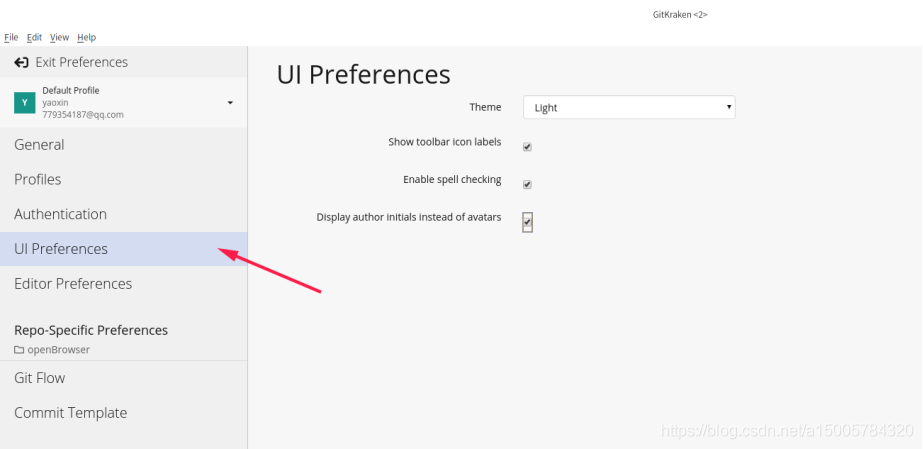 GitKraken <2>
File Edit View Help
Exit Preferences
Default Profile
Y
yaoxin
779354187@qq.com
General
Profiles
Authentication
UI Preferences
Editor Preferences
Repo-Specific Preferences
openBrowser
Git Flow
Commit Template
UI Preferences
Theme
Light
Show toolbar icon labels
Enable spell checking
Display author initials instead of avatars
https://blog.csdn.net/a15005784320